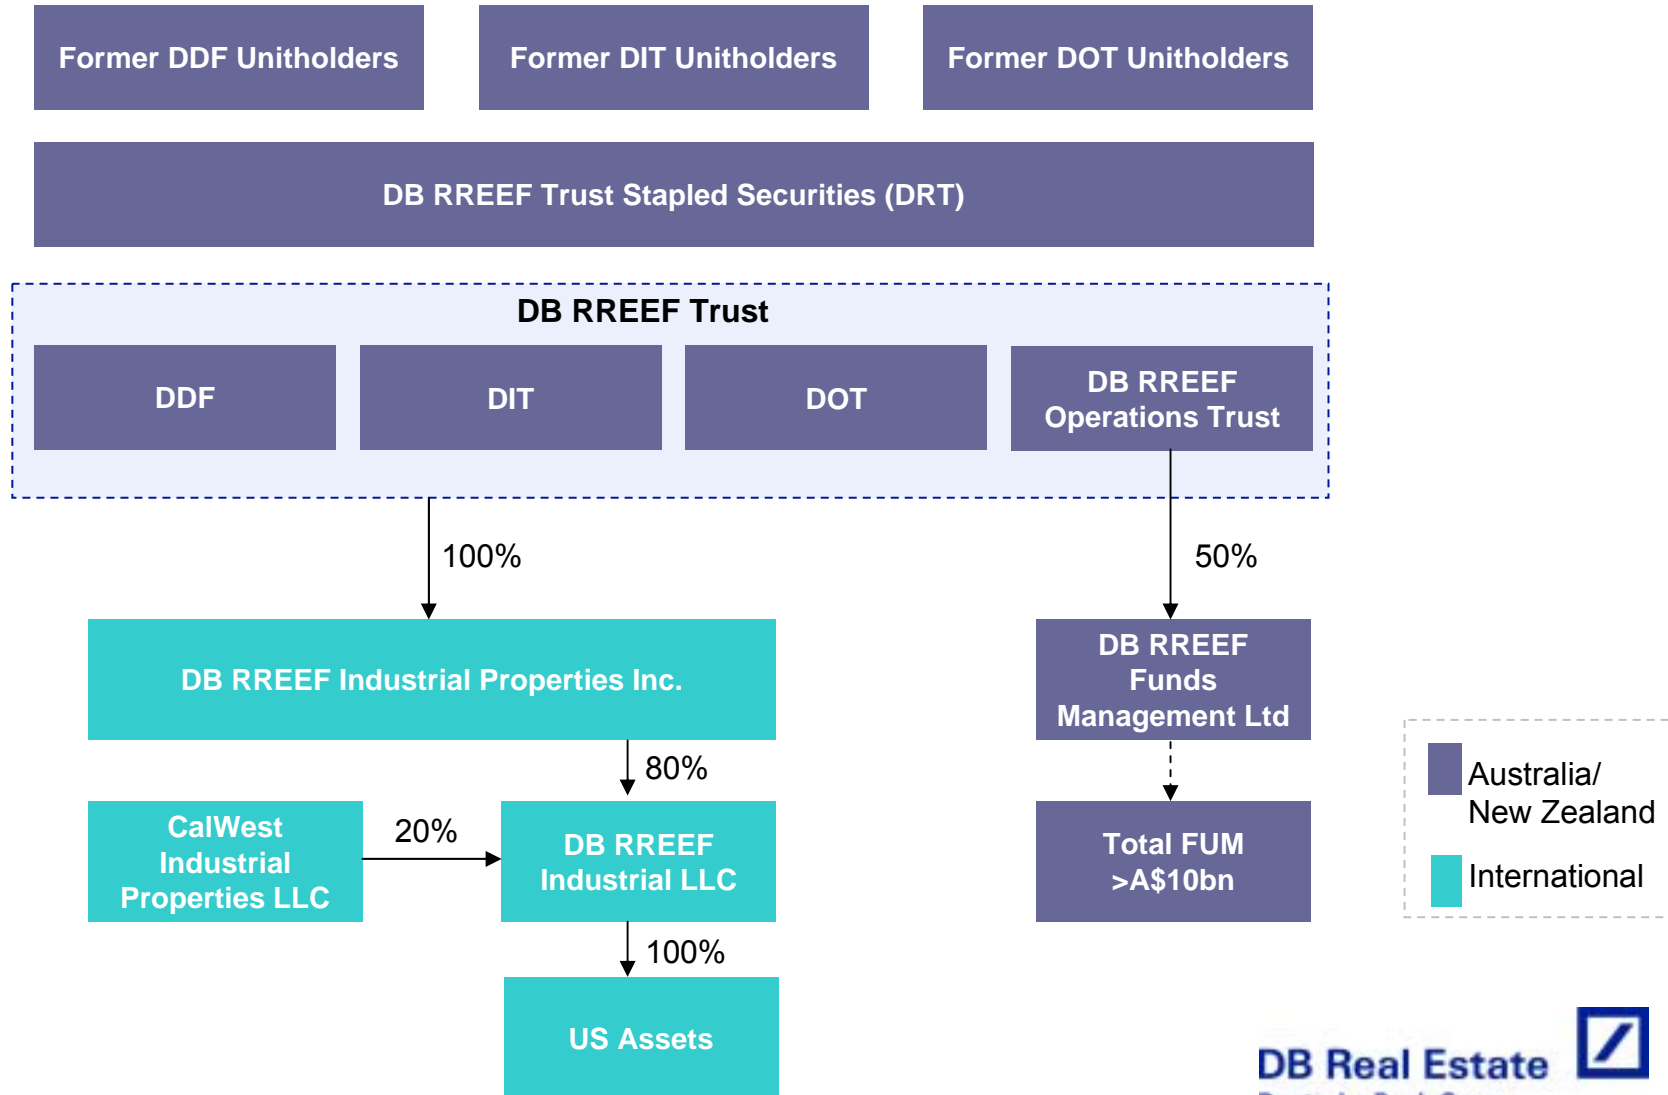 Former DDF Unitholders
Former DIT Unitholders
Former DOT Unitholders
DB RREEF Trust Stapled Securities (DRT)
DB RREEF Trust
DDF
DIT
DOT
DB RREEF
Operations Trust
100%
50%
DB RREEF Industrial Properties Inc.
DB RREEF
Funds
Management Ltd
80%
CalWest
Industrial
Properties LLC
20%
DB RREEF
Industrial LLC
Total FUM
>A$10bn
Australia/
New Zealand
International
100%
US Assets
DB Real Estate